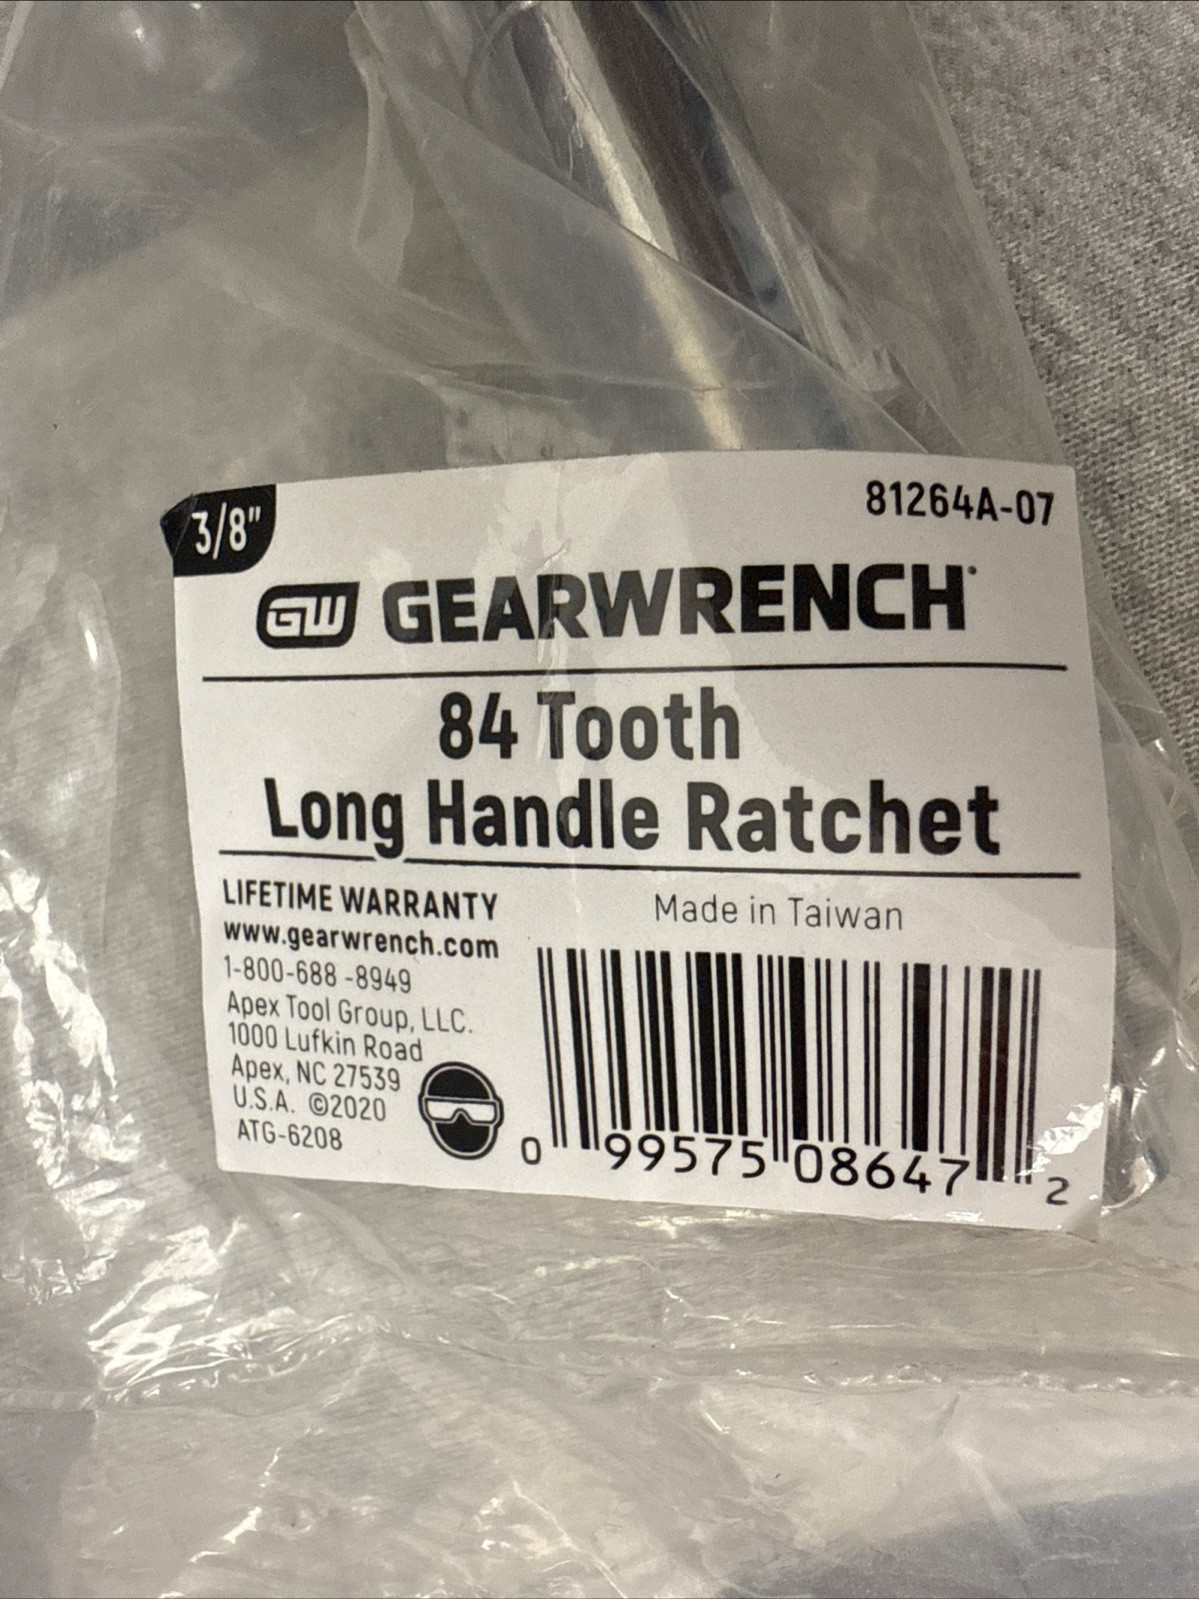 3/8"
81264A-07
GW GEARWRENCH
84 Tooth
Long Handle Ratchet
LIFETIME WARRANTY
www.gearwrench.com
1-800-688 -8949
Apex Tool Group, LLC.
1000 Lufkin Road
Apex, NC 27539
U.S.A. ©2020
ATG-6208
Made in Taiwan
0 99575 08647 2